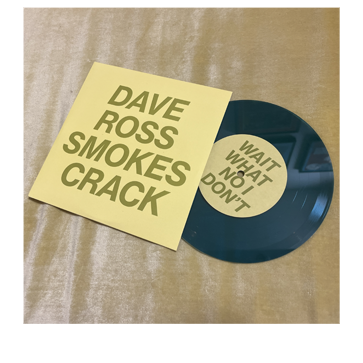 DAVE
ROSS
SMOKES
CRACK
WAIT
WHAT
NO I
DON'T